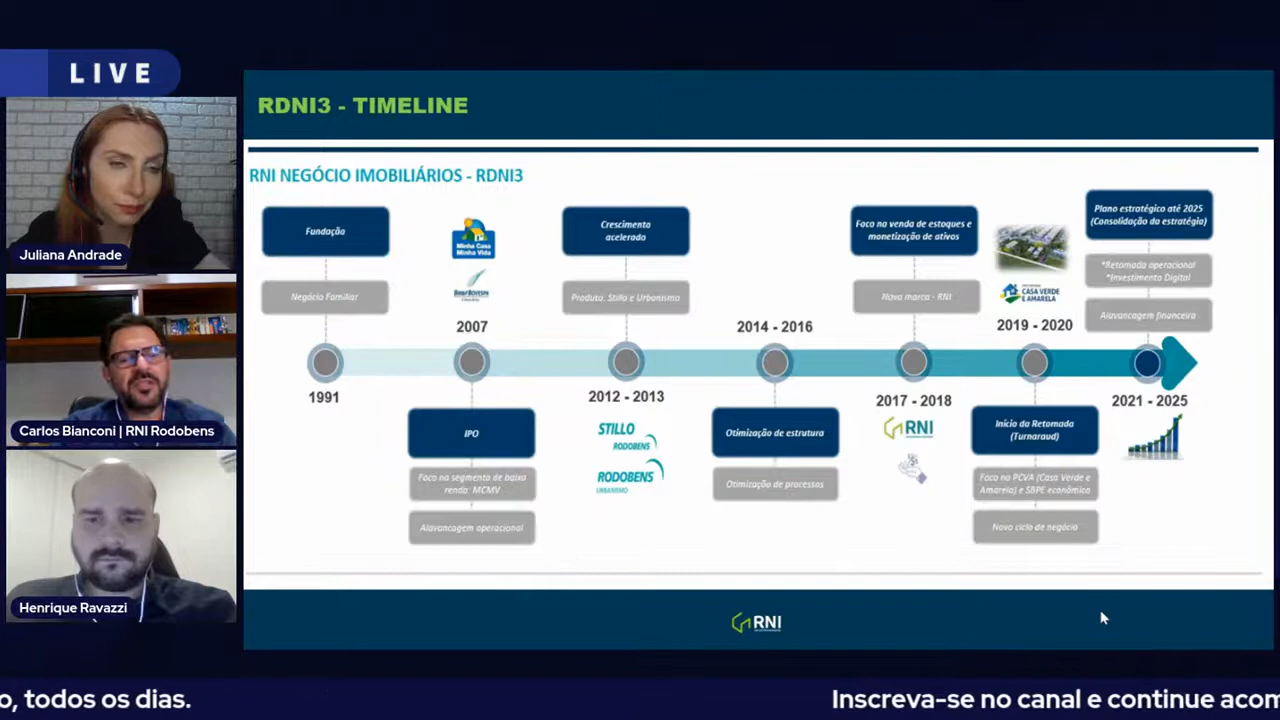 LIVE
Juliana Andrade
Carlos Bianconi | RNI Rodobens
Henrique Ravazzi
RDNI3 - TIMELINE
RNI NEGÓCIO IMOBILIÁRIOS - RDNI3
Fundação
Negócio Familiar
1991
Minha Casa
Minha Vida
2007
IPO
Foco no segmento de baixa
renda: MCMV
Alavancagem operacional
Crescimento
acelerado
Produto: Stillo e Urbanismo
2012 - 2013
STILLO
RODOBENS
RODOBENS
URBANISMO
2014 - 2016
Otimização de estrutura
Otimização de processos
Foco na venda de estoques e
monetização de ativos
Nova marca - RNI
2017 - 2018
RNI
CASA VERDE
E AMARELA
2019 - 2020
Início da Retomada
(Turnaraud)
Foco no PCVA (Casa Verde e
Amarela) e SBPE econômico
Novo ciclo de negócio
Plano estratégico até 2025
(Consolidação da estratégia)
*Retomada operacional
*Investimento Digital
Alavancagem financeira
2021 - 2025
RNI
o, todos os dias.
Inscreva-se no canal e continue acom